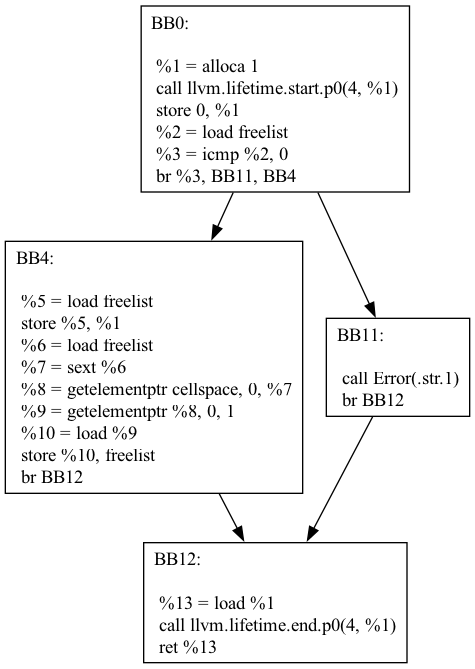 BB0:
%1 = alloca 1
call llvm.lifetime.start.p0(4, %1)
store 0, %1
%2 = load freelist
%3 = icmp %2, 0
br %3, BB11, BB4
BB4:
%5 = load freelist
store %5, %1
%6 = load freelist
%7 = sext %6
%8 = getelementptr cellspace, 0, %7
%9 = getelementptr %8, 0, 1
%10 = load %9
store %10, freelist
br BB12
BB11:
call Error(.str.1)
br BB12
BB12:
%13 = load %1
call llvm.lifetime.end.p0(4, %1)
ret %13